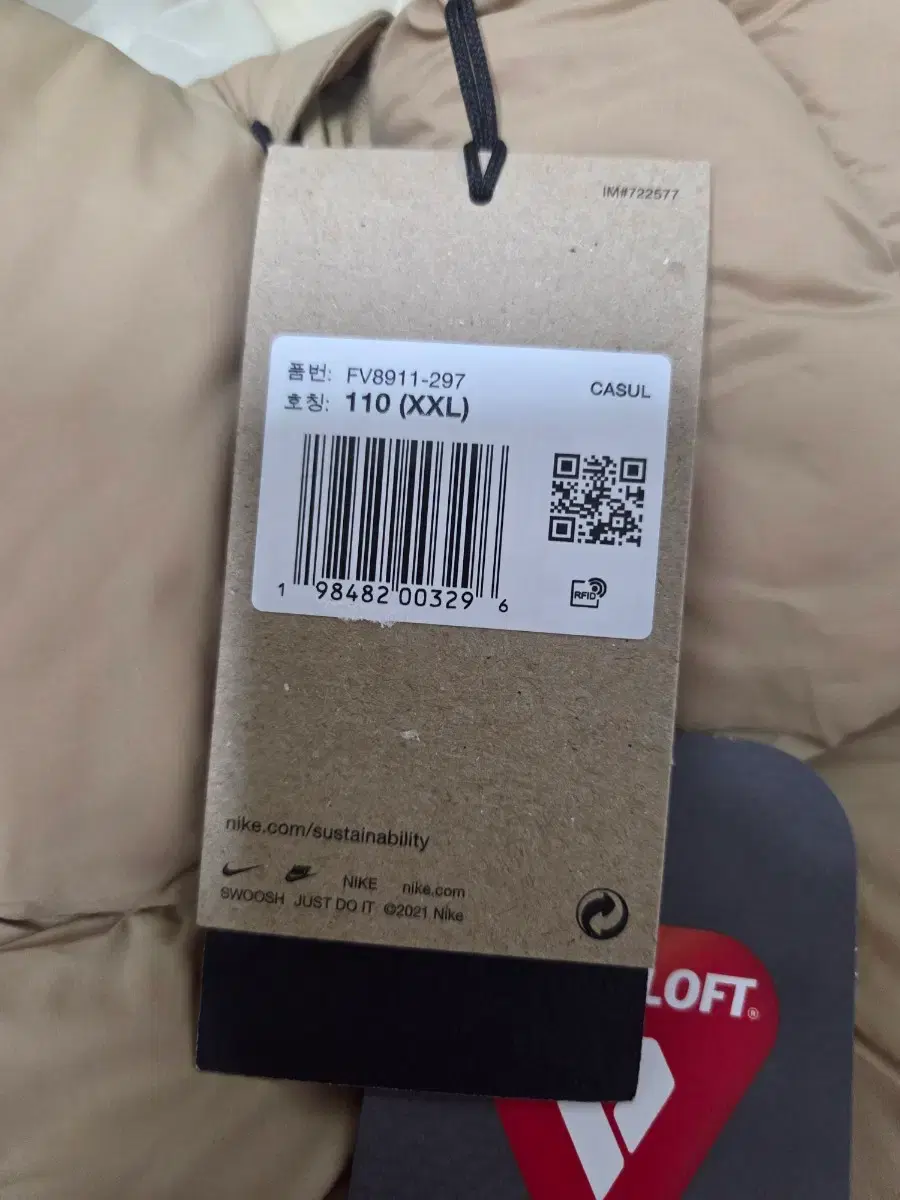 IM#722577
품번: FV8911-297
CASUL
호칭: 110 (XXL)
1 98482 00329 6
RFID
nike.com/sustainability
NIKE nike.com
SWOOSH JUST DO IT ©2021 Nike
LOFT®